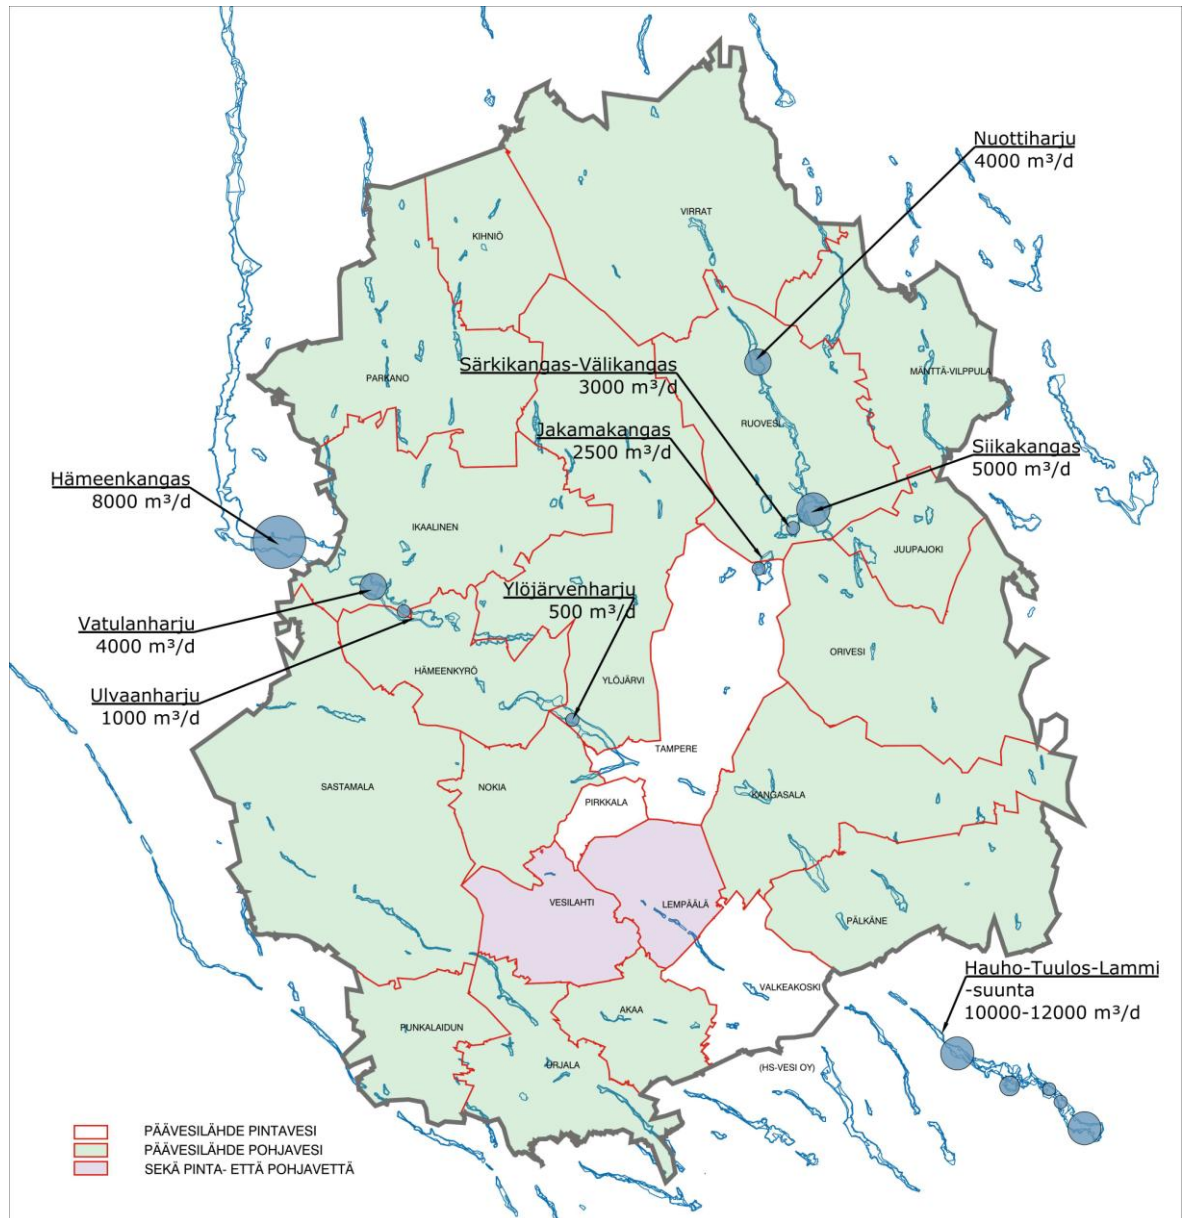 Nuottiharju
4000 m³/d
VIRRAT
KIHNIÖ
Särkikangas-Välikangas
3000 m³/d
PARKANO
MÄNTTÄ-VILPPULA
RUOVESI
Jakamakangas
2500 m³/d
Siikakangas
5000 m³/d
Hämeenkangas
8000 m³/d
IKAALINEN
JUUPAJOKI
Ylöjärvenharju
500 m³/d
Vatulanharju
4000 m³/d
ORIVESI
HÄMEENKYRÖ
YLÖJÄRVI
Ulvaanharju
1000 m³/d
TAMPERE
SASTAMALA
NOKIA
PIRKKALA
KANGASALA
VESILAHTI
LEMPÄÄLÄ
PÄLKÄNE
Hauho-Tuulos-Lammi
-suunta
10000-12000 m³/d
VALKEAKOSKI
AKAA
PUNKALAIDUN
URJALA
(HS-VESI OY)
PÄÄVESILÄHDE PINTAVESI
PÄÄVESILÄHDE POHJAVESI
SEKÄ PINTA- ETTÄ POHJAVETTÄ